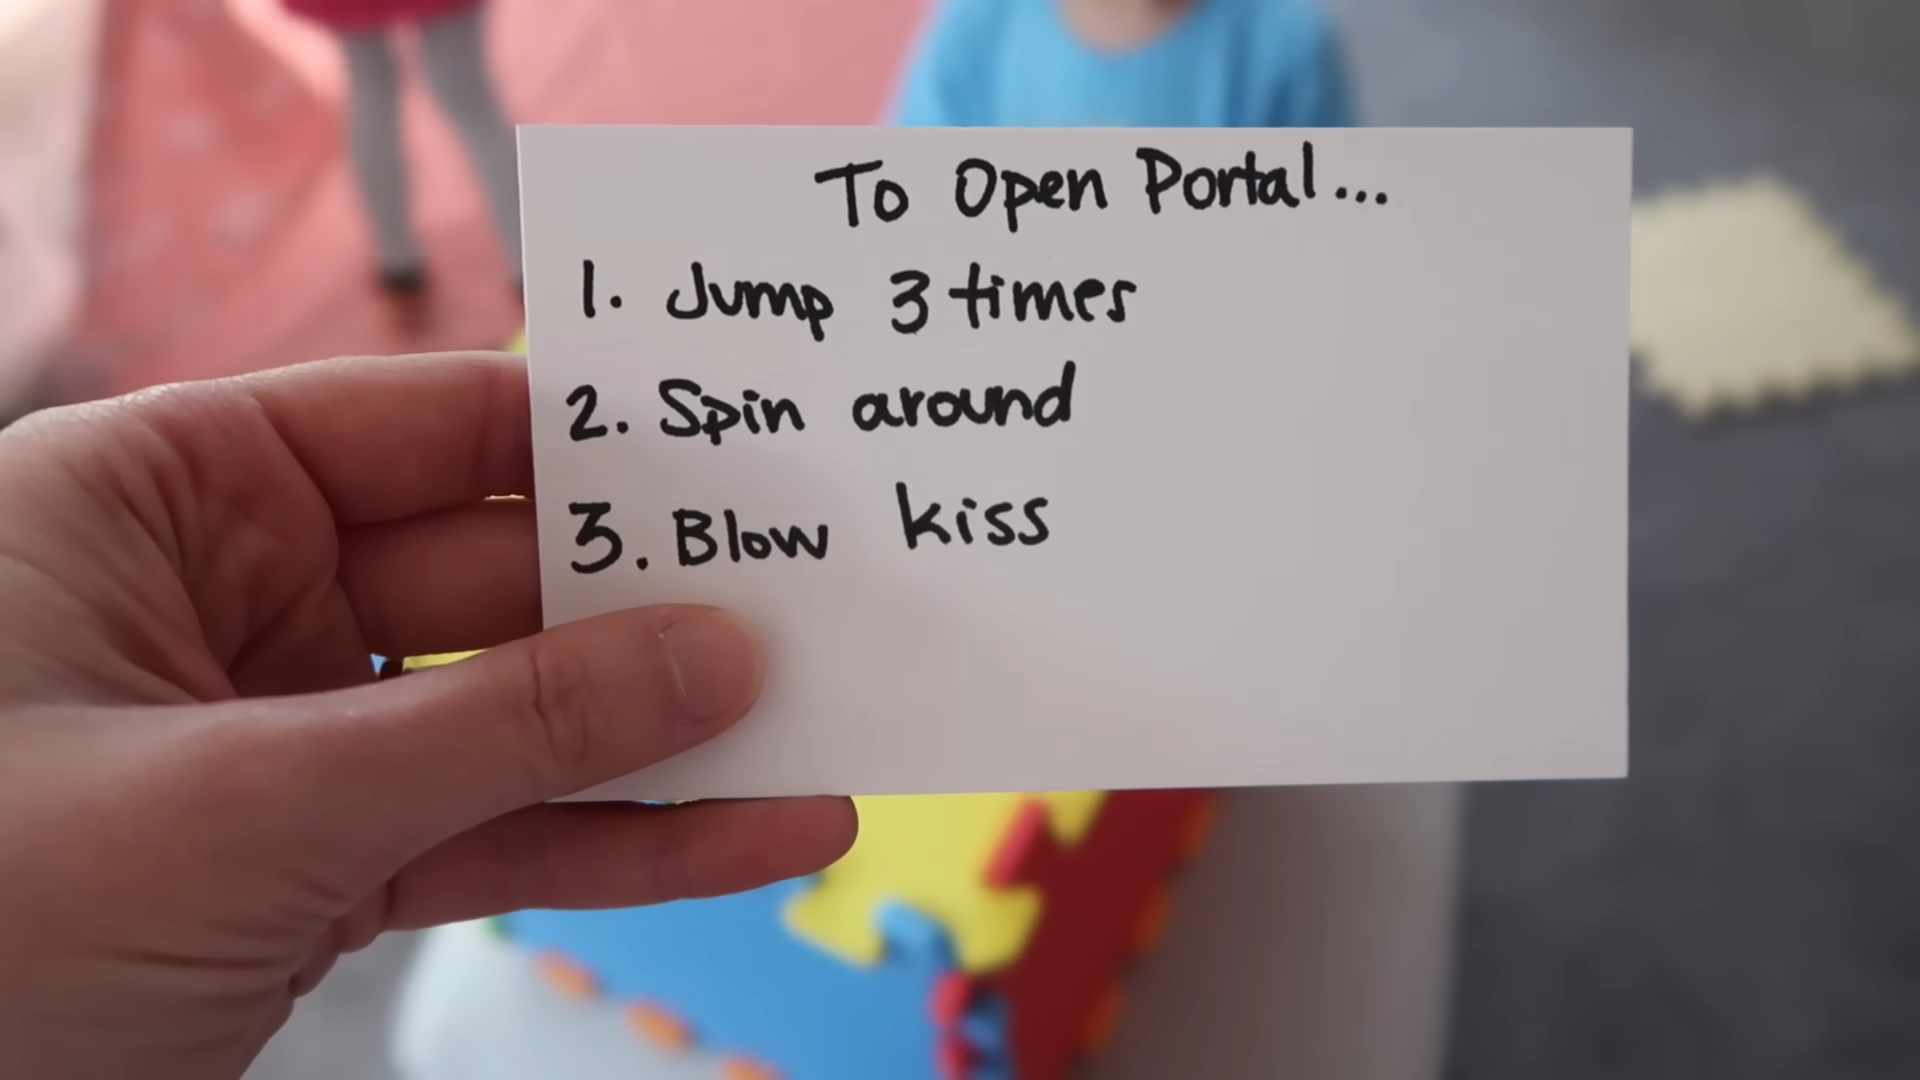 To Open Portal...
1. Jump 3 times
2. Spin around
3. Blow kiss